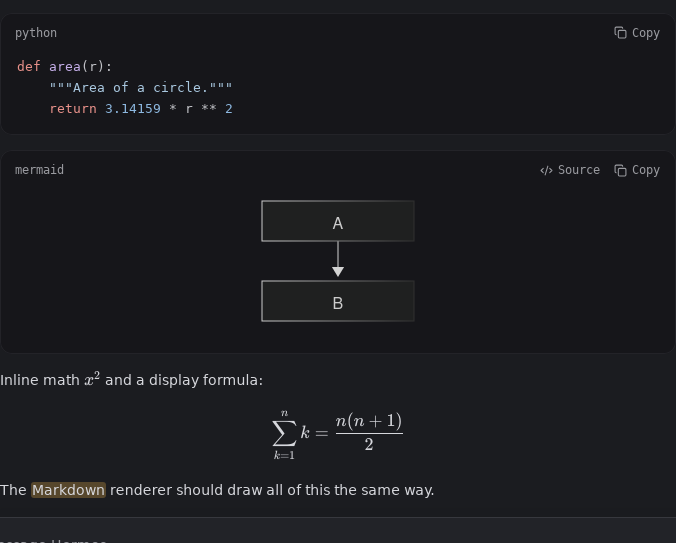 python Copy
def area(r):
    """Area of a circle."""
    return 3.14159 * r ** 2
mermaid Source Copy
A
B
Inline math x² and a display formula:
n
∑ k = n(n + 1)
k=1 2
The Markdown renderer should draw all of this the same way.